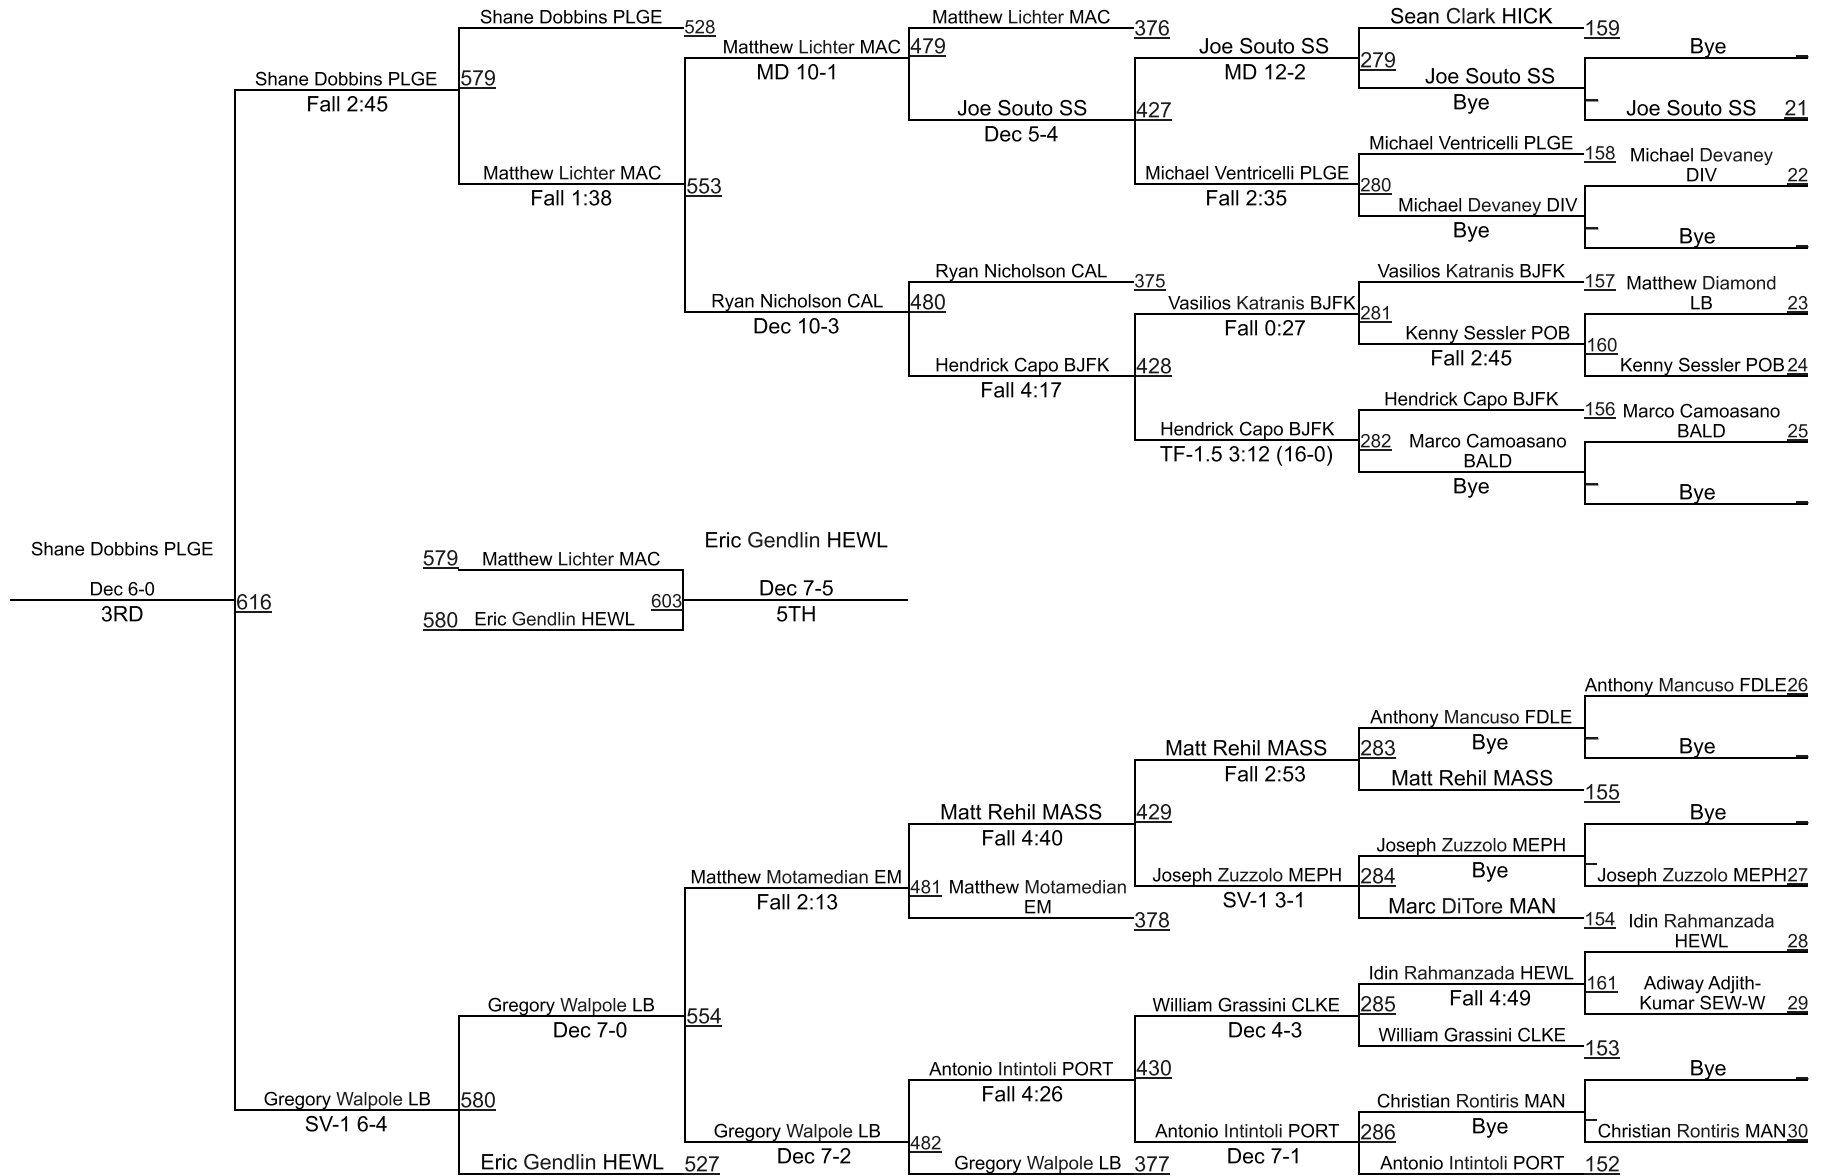 Shane Dobbins PLGE
528
Matthew Lichter MAC
376
Sean Clark HICK
159
Bye
Matthew Lichter MAC
479
MD 10-1
Joe Souto SS
MD 12-2
279
Joe Souto SS
Bye
Shane Dobbins PLGE
579
Fall 2:45
Joe Souto SS
427
Dec 5-4
Joe Souto SS
21
Michael Ventricelli PLGE
158
Michael Devaney
DIV
22
Matthew Lichter MAC
Fall 1:38
553
Michael Ventricelli PLGE
Fall 2:35
280
Michael Devaney DIV
Bye
Bye
Ryan Nicholson CAL
375
Vasilios Katranis BJFK
157
Matthew Diamond
LB
23
Ryan Nicholson CAL
480
Dec 10-3
Vasilios Katranis BJFK
Fall 0:27
281
Kenny Sessler POB
Fall 2:45
160
Kenny Sessler POB
24
Hendrick Capo BJFK
428
Fall 4:17
Hendrick Capo BJFK
156
Marco Camoasano
BALD
25
Hendrick Capo BJFK
TF-1.5 3:12 (16-0)
282
Marco Camoasano
BALD
Bye
Bye
Shane Dobbins PLGE
Dec 6-0
3RD
616
579
Matthew Lichter MAC
Eric Gendlin HEWL
603
Dec 7-5
5TH
580
Eric Gendlin HEWL
Anthony Mancuso FDLE
26
Anthony Mancuso FDLE
Bye
283
Bye
Matt Rehil MASS
Fall 2:53
Matt Rehil MASS
155
Matt Rehil MASS
Fall 4:40
429
Bye
Joseph Zuzzolo MEPH
Bye
Joseph Zuzzolo MEPH
27
Matthew Motamedian EM
Fall 2:13
481
Matthew Motamedian
EM
378
Joseph Zuzzolo MEPH
SV-1 3-1
284
Marc DiTore MAN
154
Idin Rahmanzada
HEWL
28
Idin Rahmanzada HEWL
Fall 4:49
161
Adiway Adjith-
Kumar SEW-W
29
Gregory Walpole LB
Dec 7-0
554
William Grassini CLKE
Dec 4-3
285
William Grassini CLKE
153
Antonio Intintoli PORT
Fall 4:26
430
Bye
Gregory Walpole LB
SV-1 6-4
580
Christian Rontiris MAN
Bye
Christian Rontiris MAN
30
Gregory Walpole LB
Dec 7-2
482
Antonio Intintoli PORT
Dec 7-1
286
Eric Gendlin HEWL
527
Gregory Walpole LB
377
Antonio Intintoli PORT
152